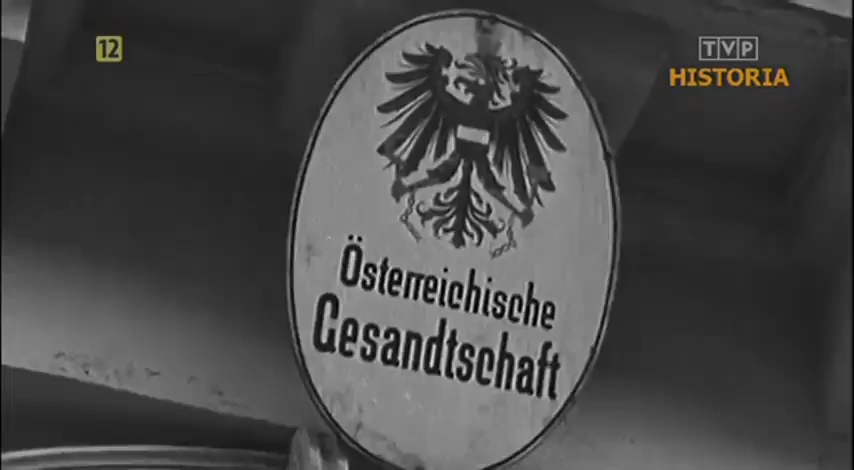 12
TVP
HISTORIA
Österreichische
Gesandtschaft